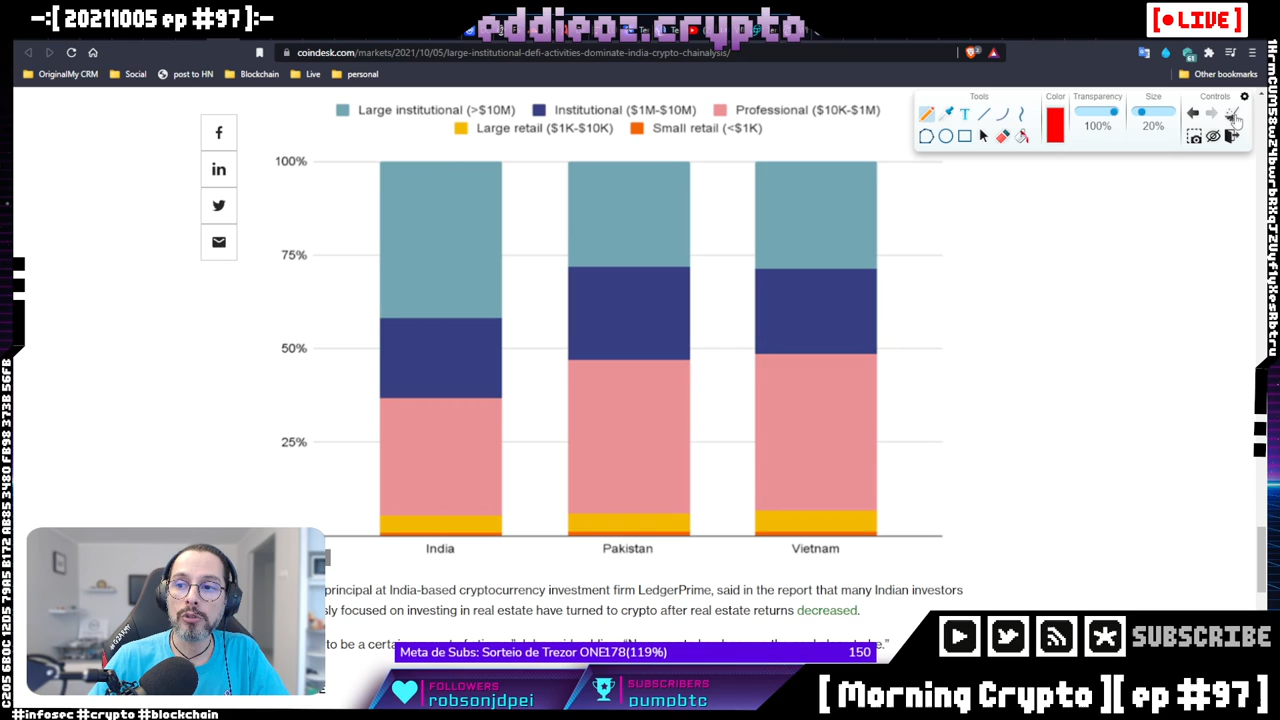 -:[ 20211005 ep #97]:-
eddieoz crypto
[ LIVE ]
coindesk.com/markets/2021/10/05/large-institutional-defi-activities-dominate-india-crypto-chainalysis/
OriginalMy CRM
Social
post to HN
Blockchain
Live
personal
Other bookmarks
Tools
Color
Transparency
Size
Controls
100%
20%
Large institutional (>$10M)
Institutional ($1M-$10M)
Professional ($10K-$1M)
Large retail ($1K-$10K)
Small retail (<$1K)
100%
75%
50%
25%
India
Pakistan
Vietnam
principal at India-based cryptocurrency investment firm LedgerPrime, said in the report that many Indian investors
sly focused on investing in real estate have turned to crypto after real estate returns decreased.
to be a certain
Meta de Subs: Sorteio de Trezor ONE178(119%) 150
FOLLOWERS
robsonjdpei
SUBSCRIBERS
pumpbtc
SUBSCRIBE
[ Morning Crypto ][ ep #97 ]
#infosec #crypto #blockchain